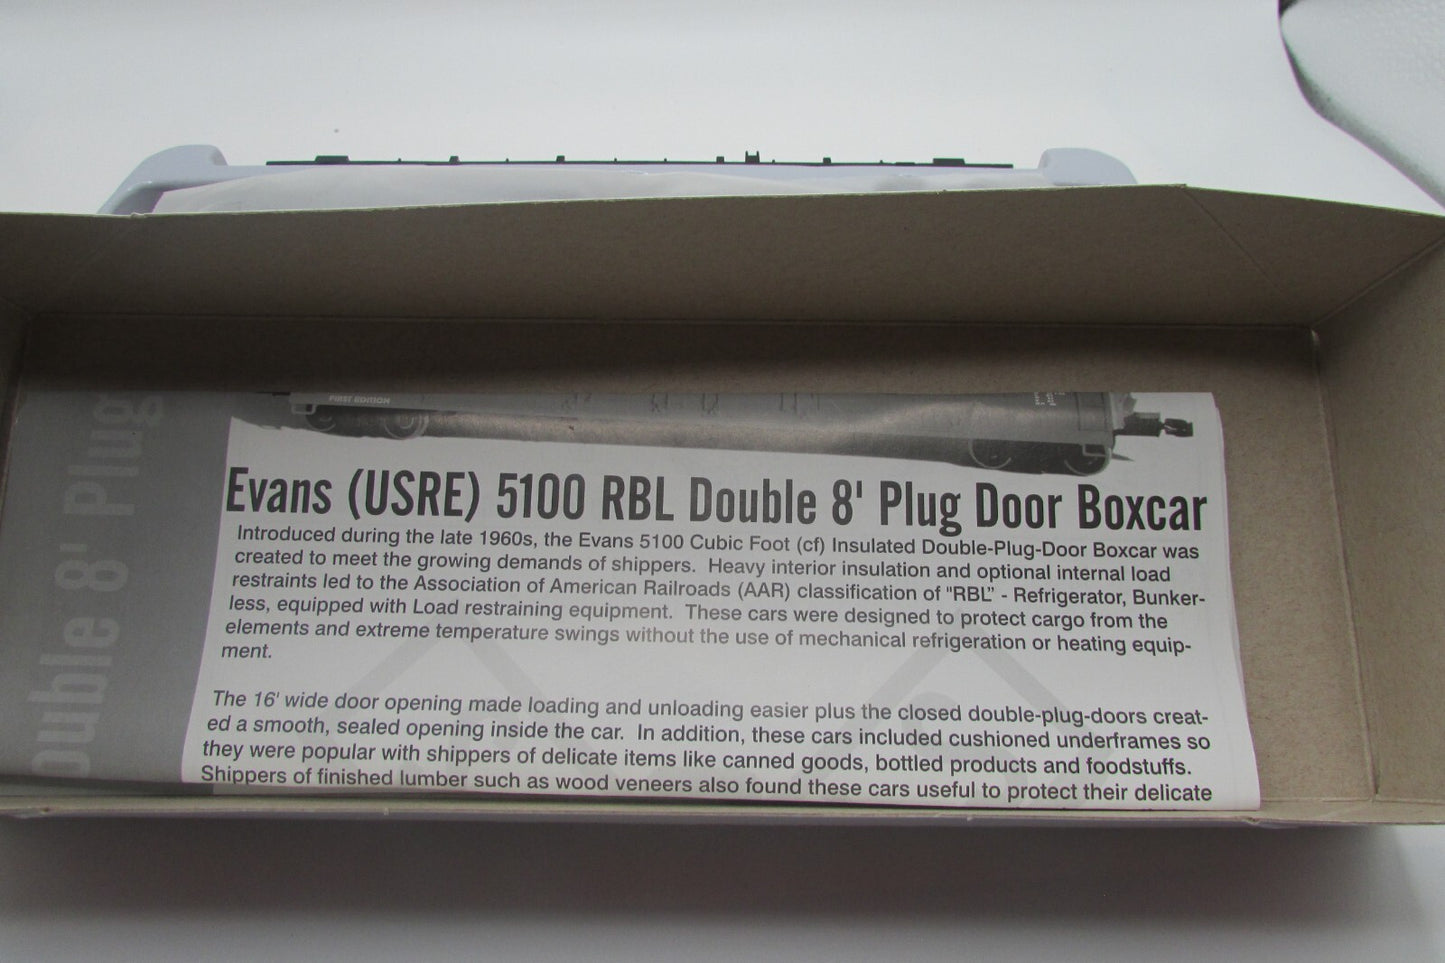 FIRST EDITION
Double 8' Plug
Evans (USRE) 5100 RBL Double 8' Plug Door Boxcar
Introduced during the late 1960s, the Evans 5100 Cubic Foot (cf) Insulated Double-Plug-Door Boxcar was
created to meet the growing demands of shippers.  Heavy interior insulation and optional internal load
restraints led to the Association of American Railroads (AAR) classification of "RBL" - Refrigerator, Bunker-
less, equipped with Load restraining equipment.  These cars were designed to protect cargo from the
elements and extreme temperature swings without the use of mechanical refrigeration or heating equip-
ment.
The 16' wide door opening made loading and unloading easier plus the closed double-plug-doors creat-
ed a smooth, sealed opening inside the car.  In addition, these cars included cushioned underframes so
they were popular with shippers of delicate items like canned goods, bottled products and foodstuffs.
Shippers of finished lumber such as wood veneers also found these cars useful to protect their delicate